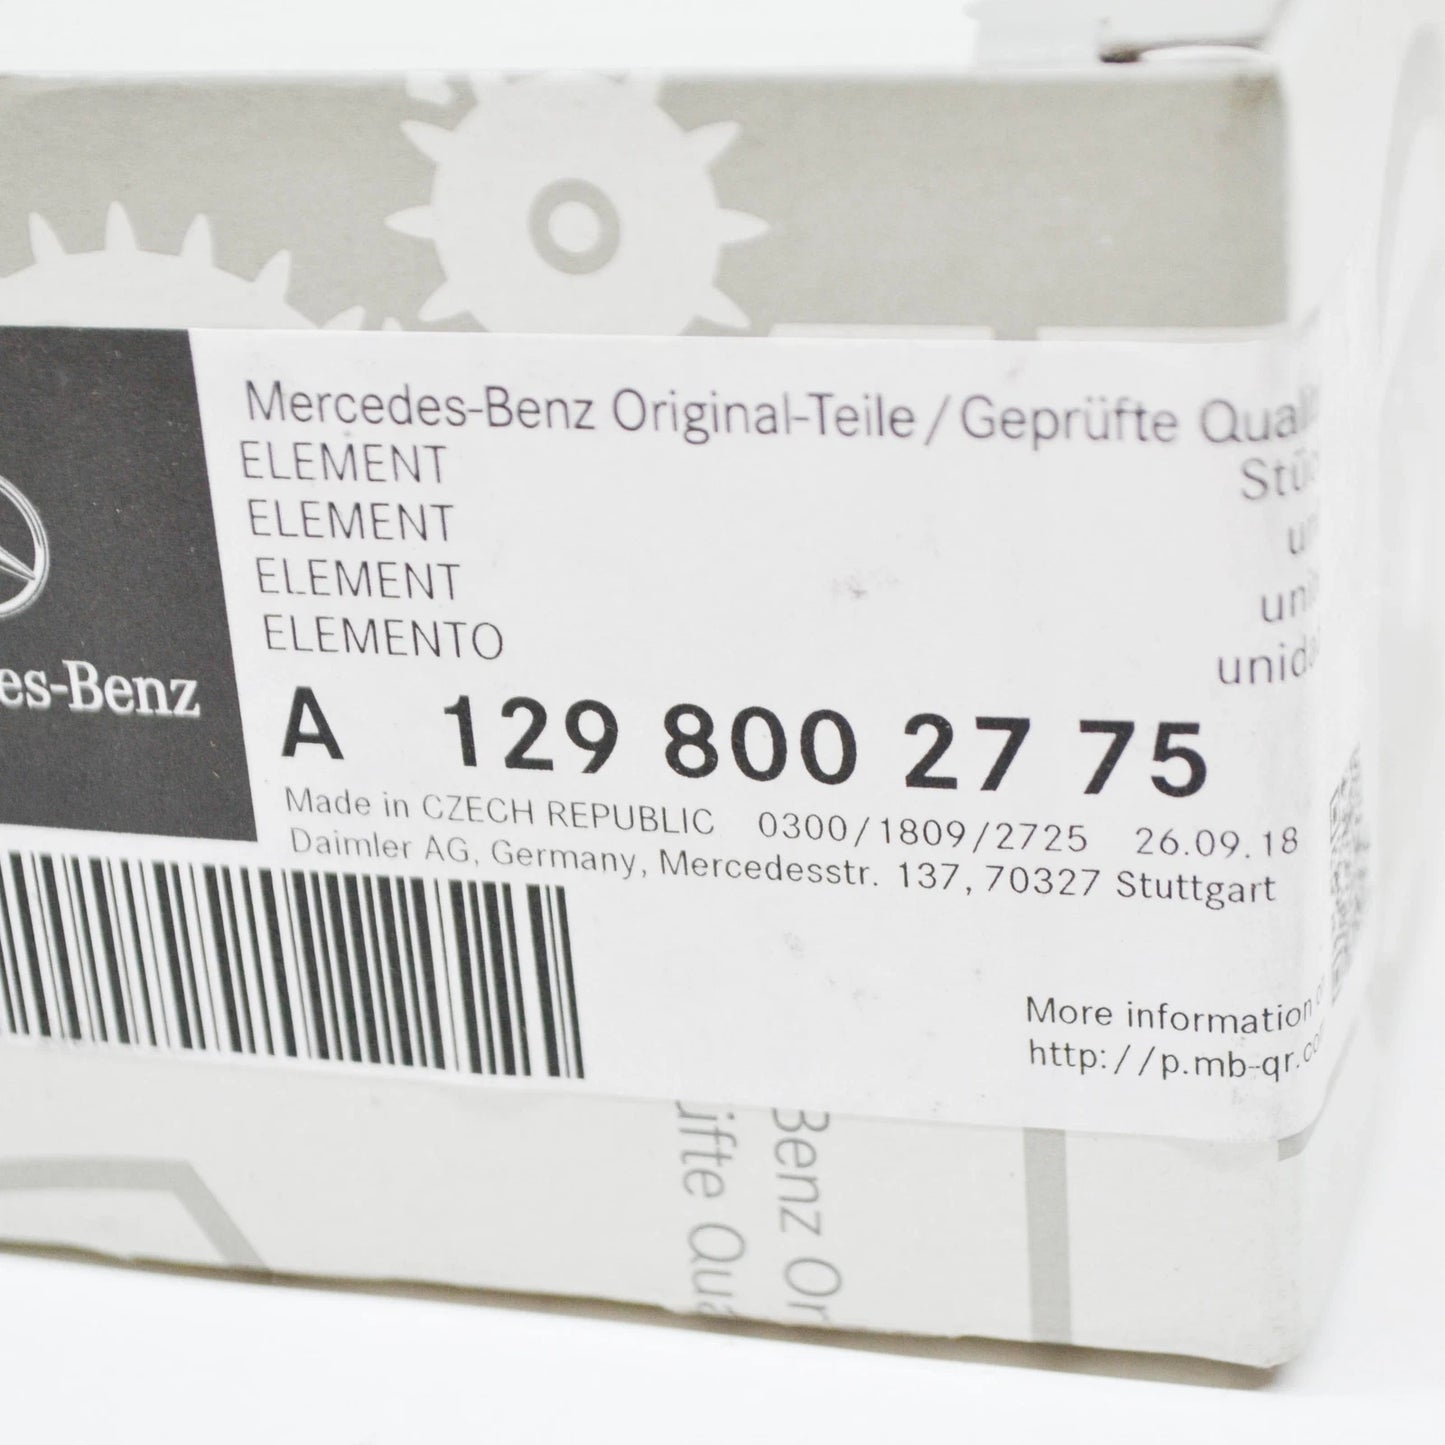 Mercedes-Benz Original-Teile / Geprüfte
ELEMENT
ELEMENT
ELEMENT
ELEMENTO
-Benz
A 129 800 27 75
Made in CZECH REPUBLIC 0300/1809/2725 26.09.18
Daimler AG, Germany, Mercedesstr. 137, 70327 Stuttgart
More information
http://p.mb-qr.
Benz